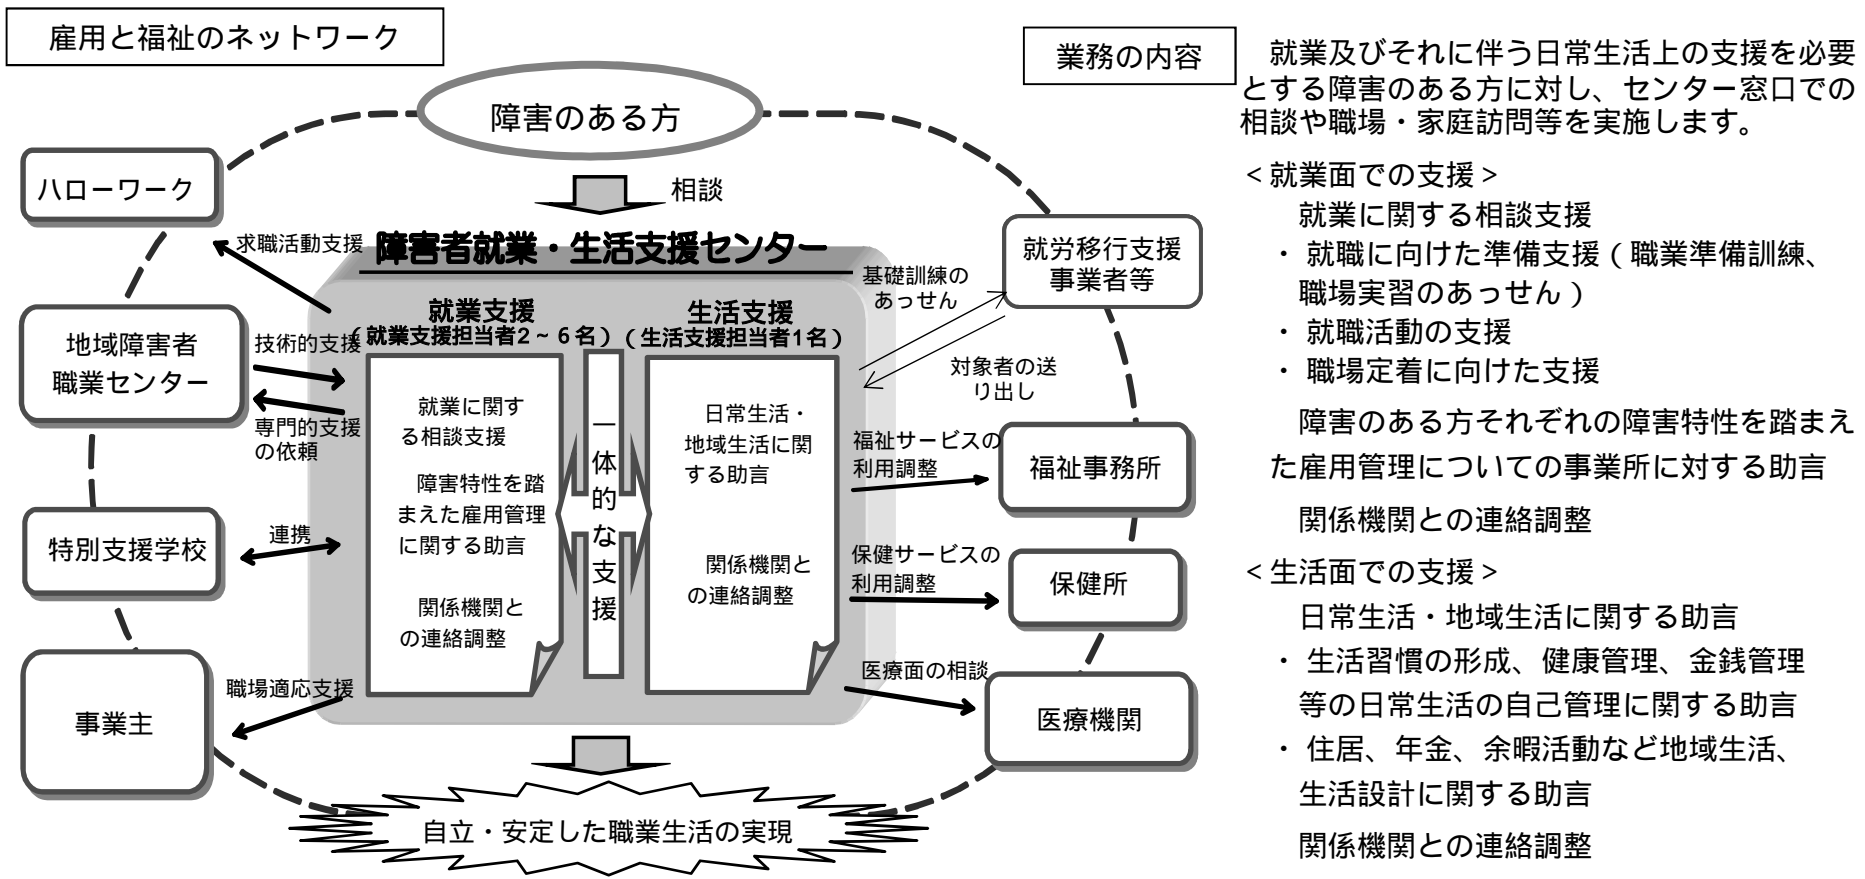 雇用と福祉のネットワーク
障害のある方
相談
ハローワーク
求職活動支援
地域障害者
職業センター
技術的支援
専門的支援
の依頼
特別支援学校
連携
事業主
職場適応支援
障害者就業・生活支援センター
就業支援
（就業支援担当者2～6名）
就業に関す
る相談支援
障害特性を踏
まえた雇用管理
に関する助言
関係機関と
の連絡調整
一体的な支援
生活支援
（生活支援担当者1名）
日常生活・
地域生活に関
する助言
関係機関と
の連絡調整
基礎訓練の
あっせん
対象者の送
り出し
就労移行支援
事業者等
福祉サービスの
利用調整
福祉事務所
保健サービスの
利用調整
保健所
医療面の相談
医療機関
自立・安定した職業生活の実現
業務の内容
就業及びそれに伴う日常生活上の支援を必要
とする障害のある方に対し、センター窓口での
相談や職場・家庭訪問等を実施します。
＜就業面での支援＞
就業に関する相談支援
・ 就職に向けた準備支援（職業準備訓練、
職場実習のあっせん）
・ 就職活動の支援
・ 職場定着に向けた支援
障害のある方それぞれの障害特性を踏まえ
た雇用管理についての事業所に対する助言
関係機関との連絡調整
＜生活面での支援＞
日常生活・地域生活に関する助言
・ 生活習慣の形成、健康管理、金銭管理
等の日常生活の自己管理に関する助言
・ 住居、年金、余暇活動など地域生活、
生活設計に関する助言
関係機関との連絡調整